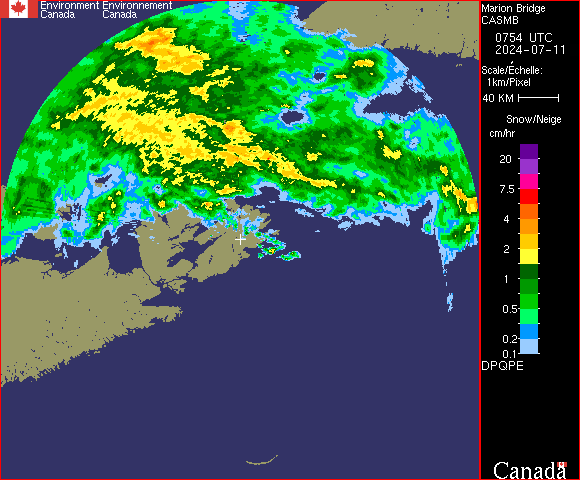 Environment Environnement
Canada Canada
Marion Bridge
CASMB
0754 UTC
2024-07-11
Scale/Échelle:
1km/Pixel
40 KM
Snow/Neige
cm/hr
20
7.5
4
2
1
0.5
0.2
0.1
DPQPE
Canada